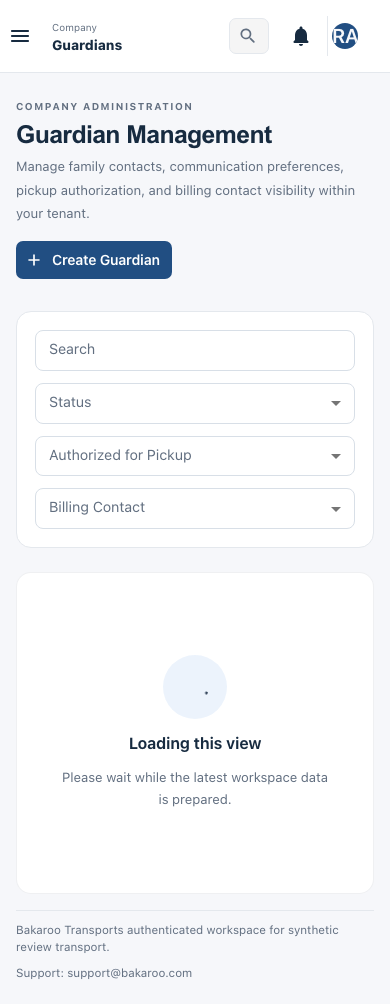 Company
Guardians
RA
COMPANY ADMINISTRATION
Guardian Management
Manage family contacts, communication preferences,
pickup authorization, and billing contact visibility within
your tenant.
Create Guardian
Search
Status
Authorized for Pickup
Billing Contact
Loading this view
Please wait while the latest workspace data
is prepared.
Bakaroo Transports authenticated workspace for synthetic
review transport.
Support: support@bakaroo.com